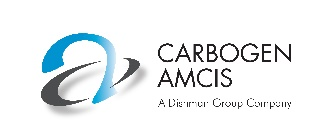 CARBOGEN
AMCIS
A Dishman Group Company